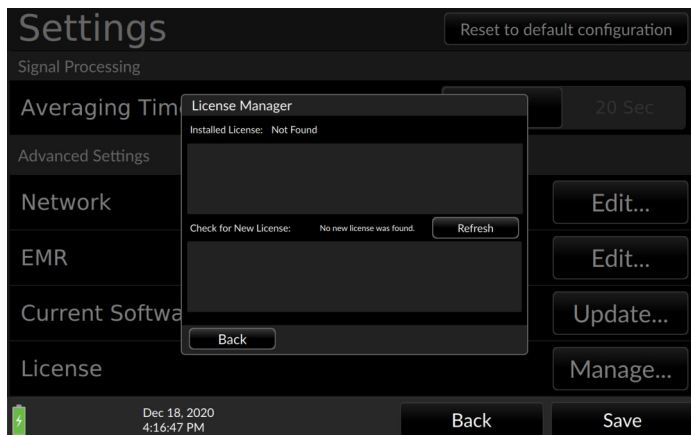 Settings
Reset to default configuration
Signal Processing
Averaging Tim
20 Sec
License Manager
Installed License: Not Found
Advanced Settings
Network
Edit...
Check for New License: No new license was found. Refresh
EMR
Edit...
Current Softwa
Update...
Back
License
Manage...
Dec 18, 2020
4:16:47 PM
Back
Save